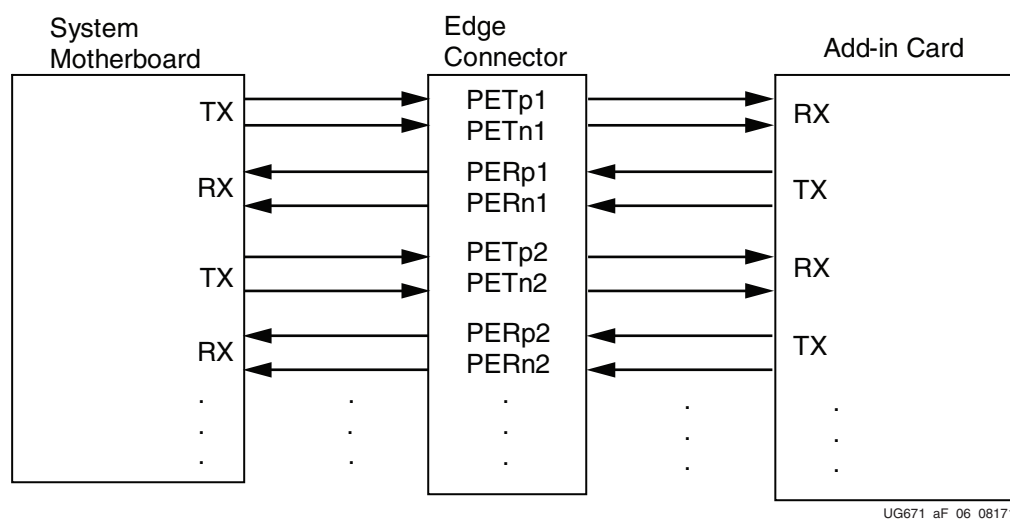 System
Motherboard
Edge
Connector
Add-in Card
TX
PETp1
PETn1
RX
RX
PERp1
PERn1
TX
TX
PETp2
PETn2
RX
RX
PERp2
PERn2
TX
UG671_aF_06_08171